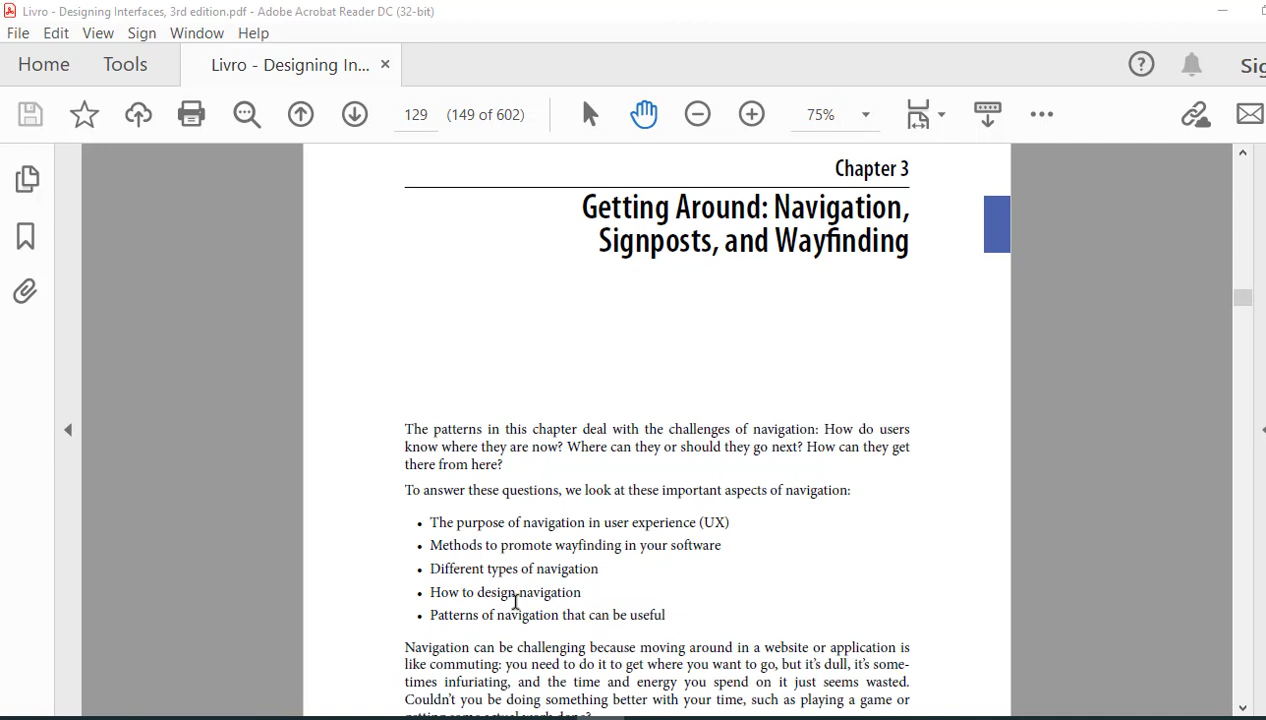 Livro - Designing Interfaces, 3rd edition.pdf - Adobe Acrobat Reader DC (32-bit)
File Edit View Sign Window Help
Home Tools Livro - Designing In... ×
129 (149 of 602) 75%
Chapter 3
Getting Around: Navigation,
Signposts, and Wayfinding
The patterns in this chapter deal with the challenges of navigation: How do users
know where they are now? Where can they or should they go next? How can they get
there from here?
To answer these questions, we look at these important aspects of navigation:
• The purpose of navigation in user experience (UX)
• Methods to promote wayfinding in your software
• Different types of navigation
• How to design navigation
• Patterns of navigation that can be useful
Navigation can be challenging because moving around in a website or application is
like commuting: you need to do it to get where you want to go, but it's dull, it's some-
times infuriating, and the time and energy you spend on it just seems wasted.
Couldn't you be doing something better with your time, such as playing a game or